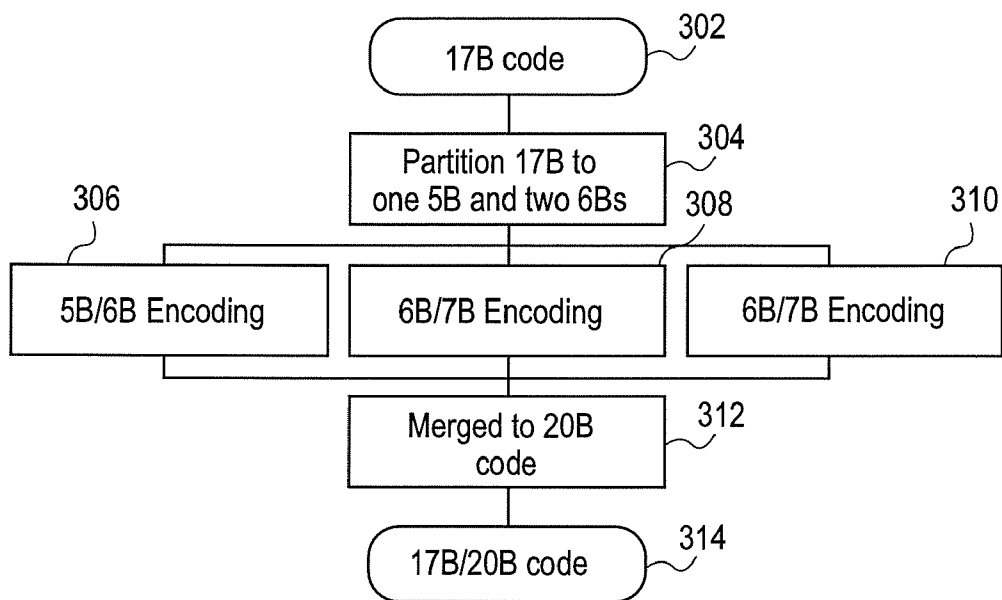 302
17B code
304
Partition 17B to
one 5B and two 6Bs
306
308
310
5B/6B Encoding
6B/7B Encoding
6B/7B Encoding
312
Merged to 20B
code
314
17B/20B code